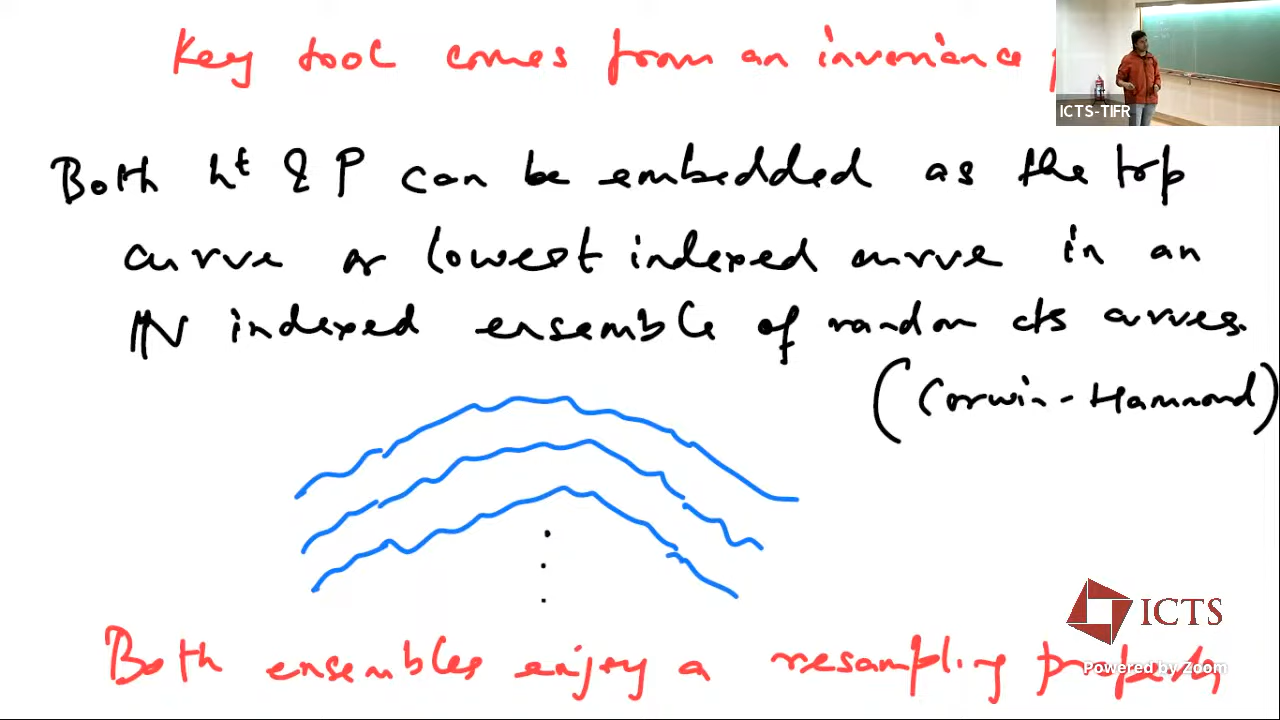 Key tool comes from an invariance
ICTS-TIFR
Both h^t & P can be embedded as the top
curve or lowest indexed curve in an
ℕ indexed ensemble of random cts curves.
(Corwin-Hammond)
ICTS
Powered by Zoom
Both ensembles enjoy a resampling property